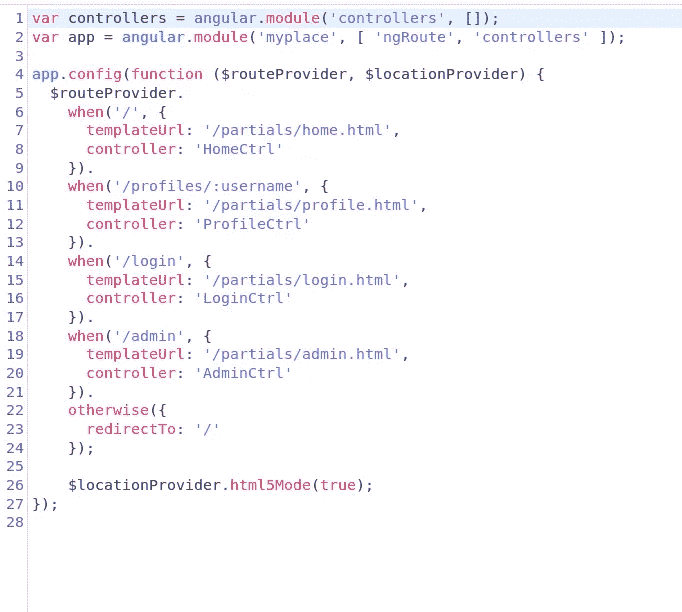 1 var controllers = angular.module('controllers', []);
2 var app = angular.module('myplace', [ 'ngRoute', 'controllers' ]);
3
4 app.config(function ($routeProvider, $locationProvider) {
5   $routeProvider.
6     when('/', {
7       templateUrl: '/partials/home.html',
8       controller: 'HomeCtrl'
9     }).
10     when('/profiles/:username', {
11       templateUrl: '/partials/profile.html',
12       controller: 'ProfileCtrl'
13     }).
14     when('/login', {
15       templateUrl: '/partials/login.html',
16       controller: 'LoginCtrl'
17     }).
18     when('/admin', {
19       templateUrl: '/partials/admin.html',
20       controller: 'AdminCtrl'
21     }).
22     otherwise({
23       redirectTo: '/'
24     });
25
26     $locationProvider.html5Mode(true);
27 });
28